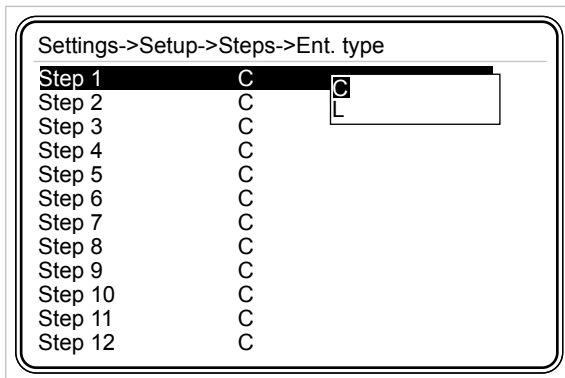 Settings->Setup->Steps->Ent. type
Step 1 C C
Step 2 C L
Step 3 C
Step 4 C
Step 5 C
Step 6 C
Step 7 C
Step 8 C
Step 9 C
Step 10 C
Step 11 C
Step 12 C